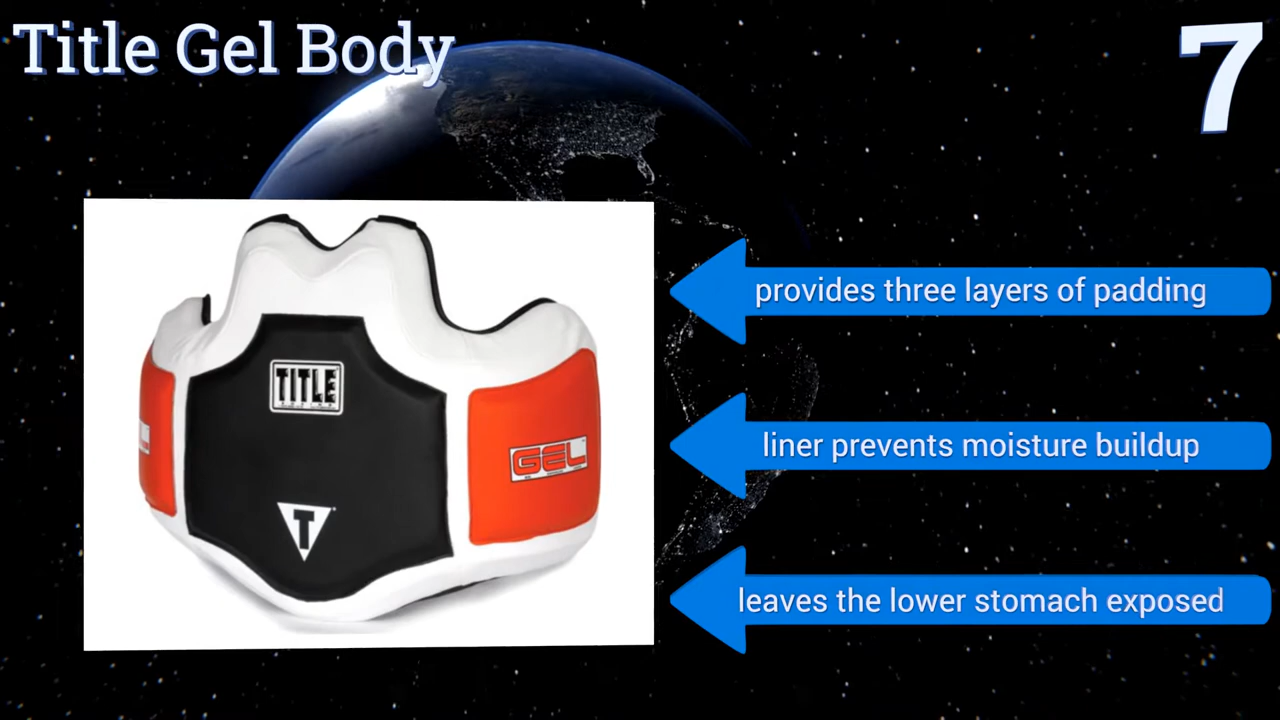 Title Gel Body
7
provides three layers of padding
TITLE
GEL
liner prevents moisture buildup
T
leaves the lower stomach exposed